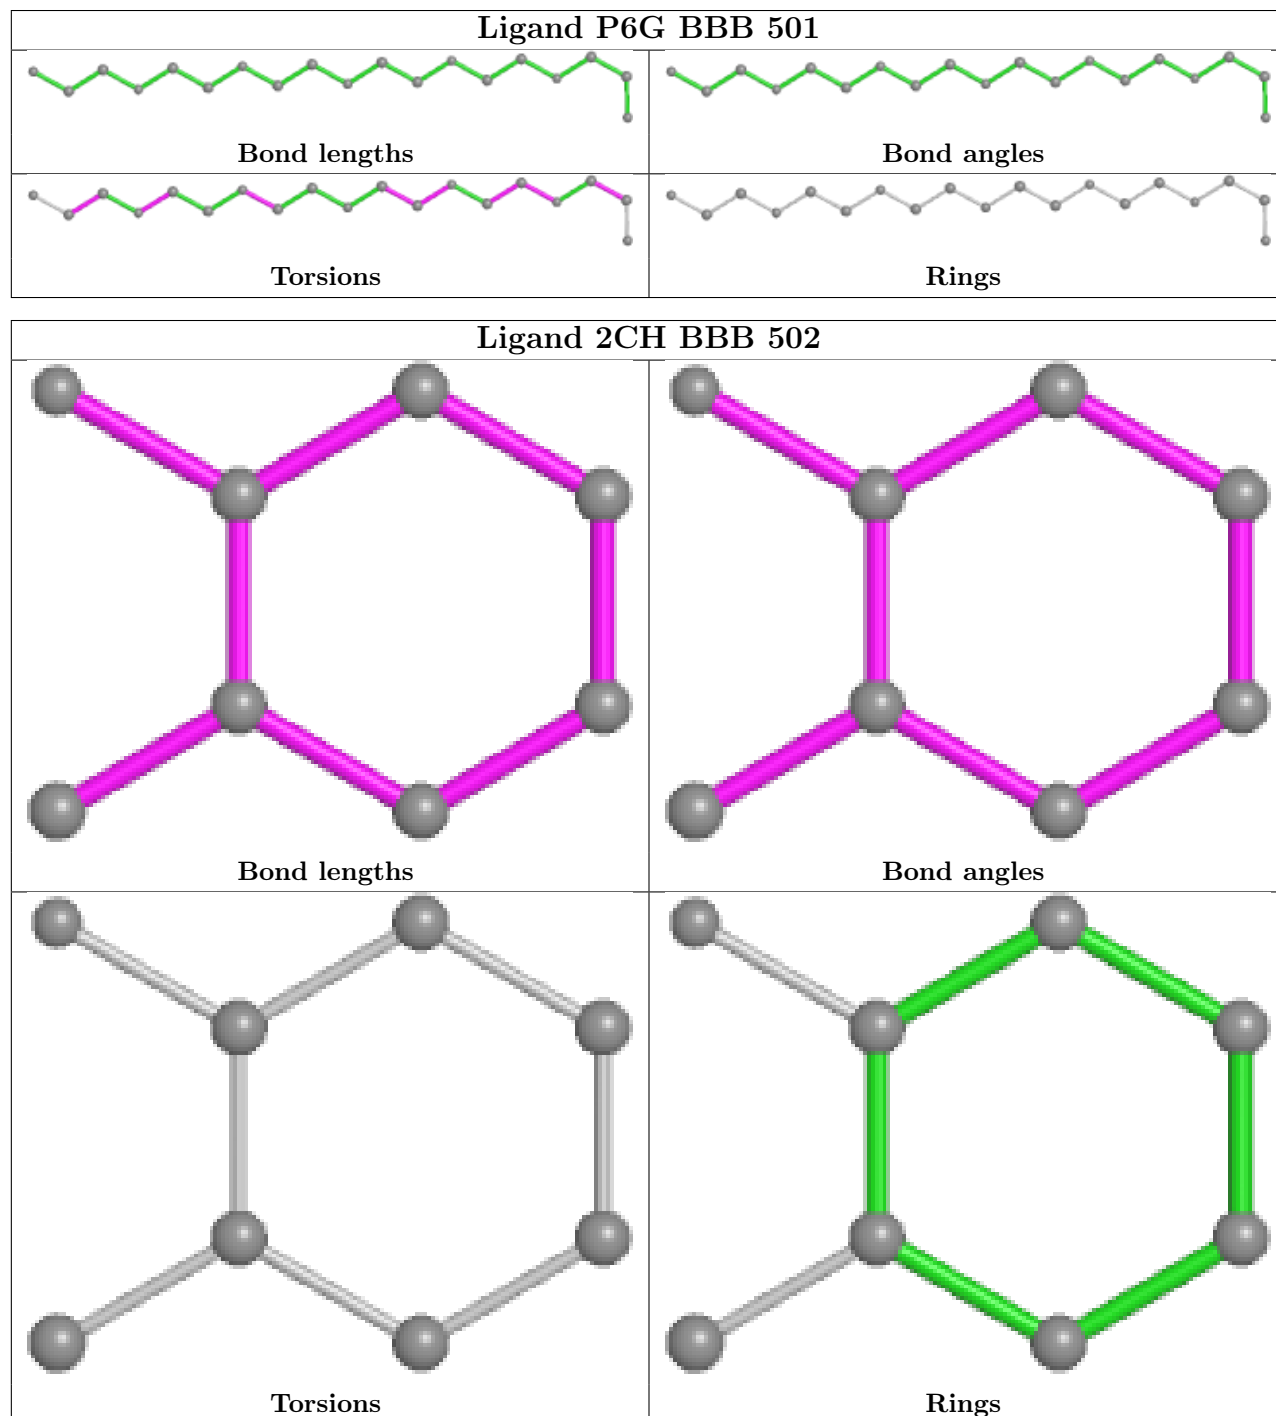 Ligand P6G BBB 501
Bond lengths Bond angles
Torsions Rings
Ligand 2CH BBB 502
Bond lengths Bond angles
Torsions Rings